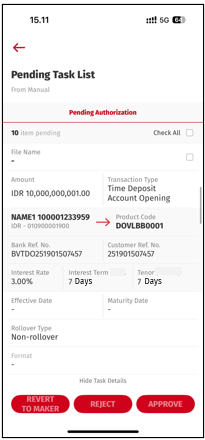 15.11
5G 64
Pending Task List
From Manual
Pending Authorization
10 item pending
Check All
File Name
-
Amount
Transaction Type
IDR 10,000,000,001.00
Time Deposit
Account Opening
NAME1 100001233959
Product Code
IDR - 010900001900
DOVLBB0001
Bank Ref. No.
Customer Ref. No.
BVTDO251901507457
251901507457
Interest Rate
Interest Term
Tenor
3.00%
7 Days
7 Days
Effective Date
Maturity Date
-
-
Rollover Type
Non-rollover
Format
-
Hide Task Details
REVERT
TO MAKER
REJECT
APPROVE